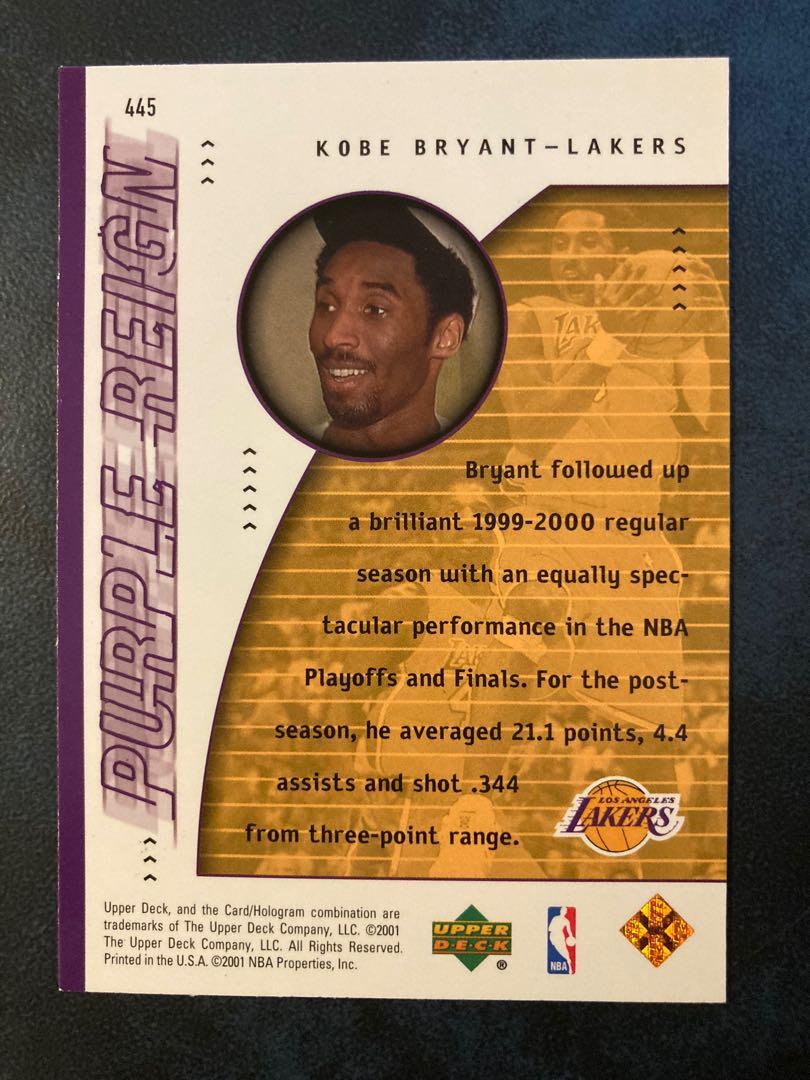 445
KOBE BRYANT–LAKERS
PURPLE REIGN
LAK
Bryant followed up
a brilliant 1999-2000 regular
season with an equally spec-
tacular performance in the NBA
Playoffs and Finals. For the post-
season, he averaged 21.1 points, 4.4
assists and shot .344
from three-point range.
LOS ANGELES
LAKERS
Upper Deck, and the Card/Hologram combination are
trademarks of The Upper Deck Company, LLC. ©2001
The Upper Deck Company, LLC. All Rights Reserved.
Printed in the U.S.A. ©2001 NBA Properties, Inc.
UPPER
D·E·C·K
®
NBA